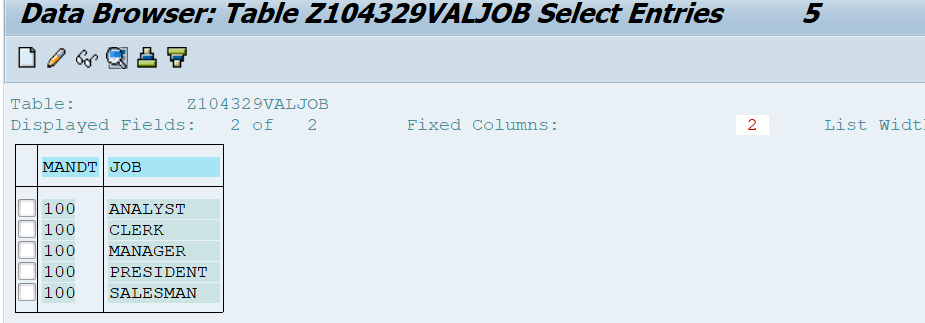 Data Browser: Table Z104329VALJOB Select Entries 5
Table: Z104329VALJOB
Displayed Fields: 2 of 2 Fixed Columns: 2 List Widt
MANDT JOB
100 ANALYST
100 CLERK
100 MANAGER
100 PRESIDENT
100 SALESMAN